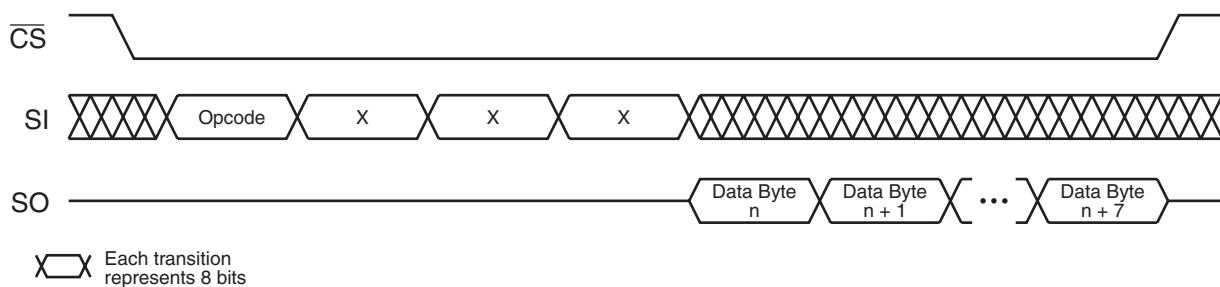 CS
SI
Opcode
X
X
X
SO
Data Byte
n
Data Byte
n + 1
•••
Data Byte
n + 7
Each transition
represents 8 bits